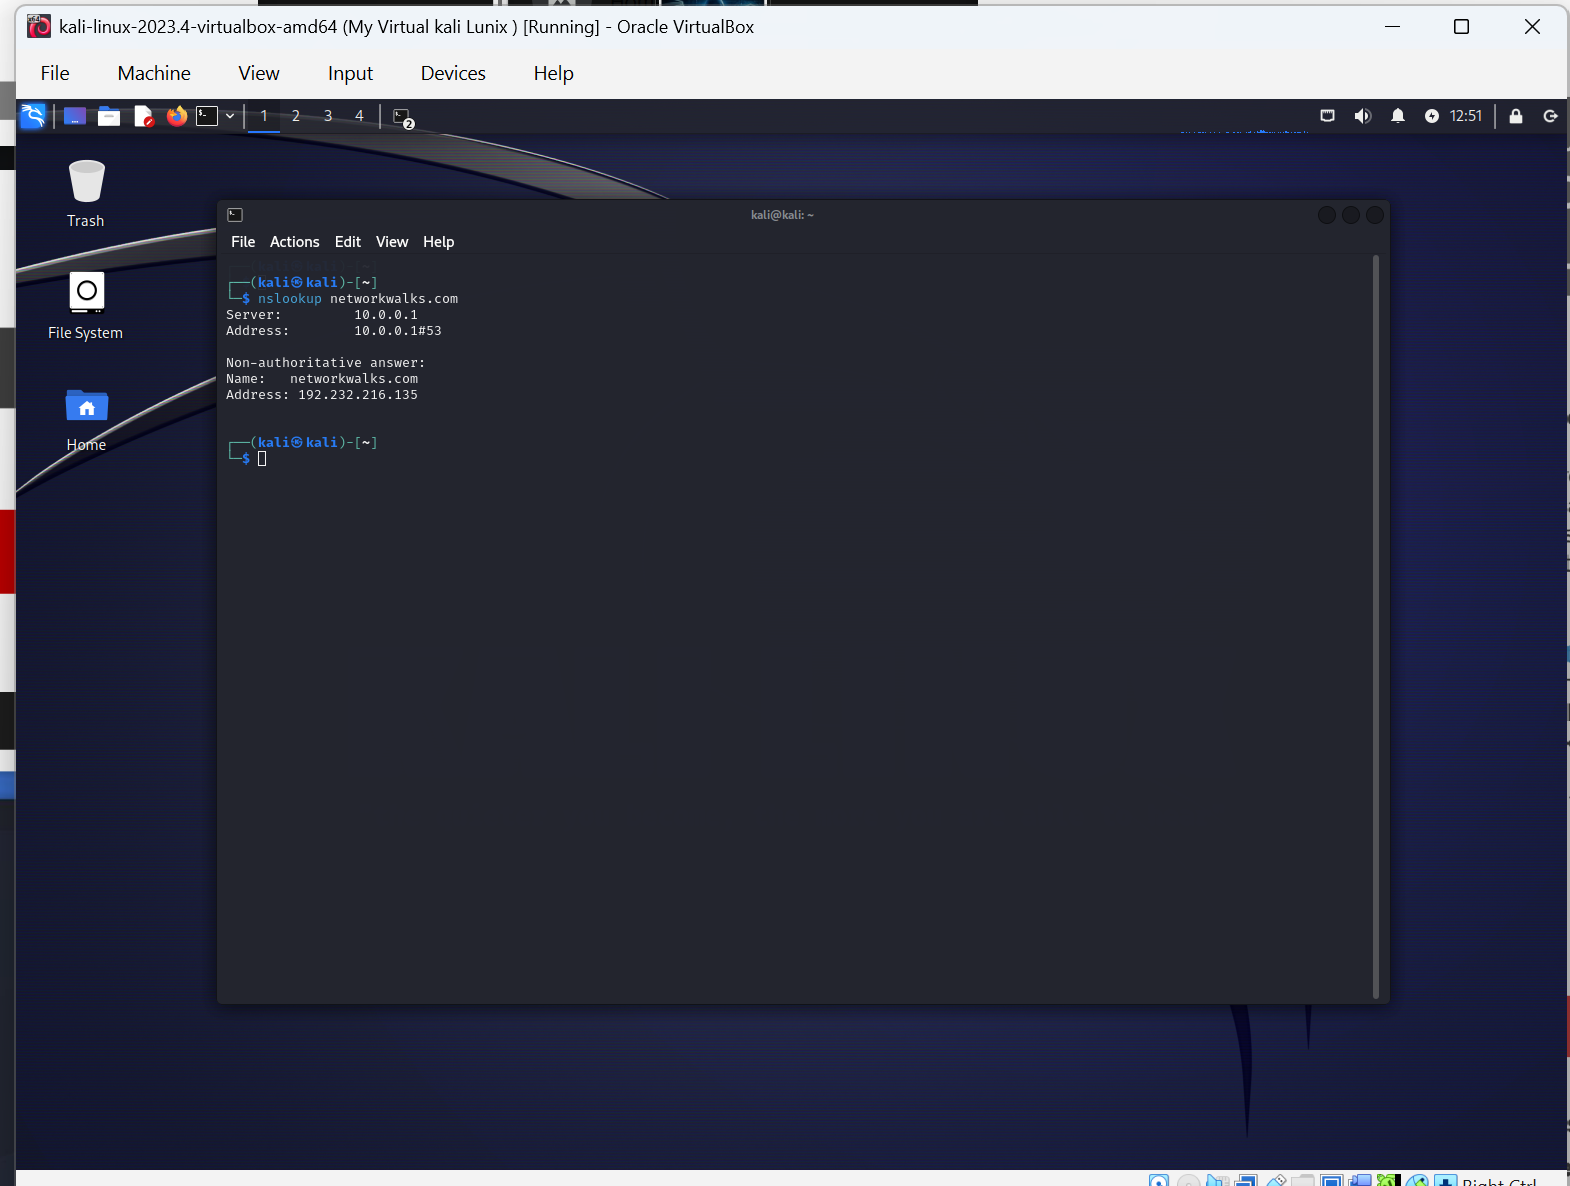 kali-linux-2023.4-virtualbox-amd64 (My Virtual kali Lunix ) [Running] - Oracle VirtualBox
File Machine View Input Devices Help
1 2 3 4 2 12:51
Trash
File System
Home
kali@kali: ~
File Actions Edit View Help
┌──(kali㉿kali)-[~]
└─$ nslookup networkwalks.com
Server: 10.0.0.1
Address: 10.0.0.1#53
Non-authoritative answer:
Name: networkwalks.com
Address: 192.232.216.135
┌──(kali㉿kali)-[~]
└─$
Right Ctrl